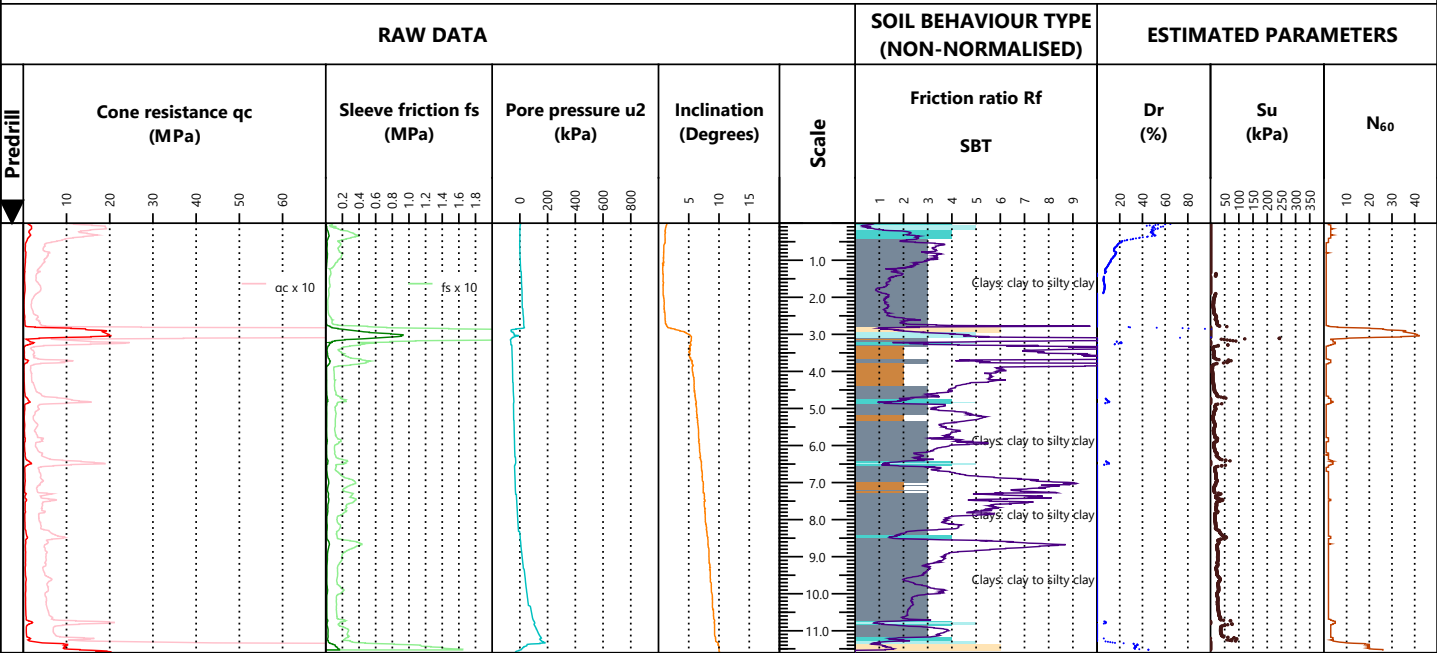 RAW DATA
SOIL BEHAVIOUR TYPE
(NON-NORMALISED)
ESTIMATED PARAMETERS
Predrill
Cone resistance qc
(MPa)
Sleeve friction fs
(MPa)
Pore pressure u2
(kPa)
Inclination
(Degrees)
Scale
Friction ratio Rf
SBT
Dr
(%)
Su
(kPa)
N₆₀
10 20 30 40 50 60
0.2 0.4 0.6 0.8 1.0 1.2 1.4 1.6 1.8
0 200 400 600 800
5 10 15
1 2 3 4 5 6 7 8 9
20 40 60 80
50 100 150 200 250 300 350
10 20 30 40
qc x 10
fs x 10
1.0
Clays: clay to silty clay
2.0
3.0
4.0
5.0
Clays: clay to silty clay
6.0
7.0
Clays: clay to silty clay
8.0
9.0
Clays: clay to silty clay
10.0
11.0